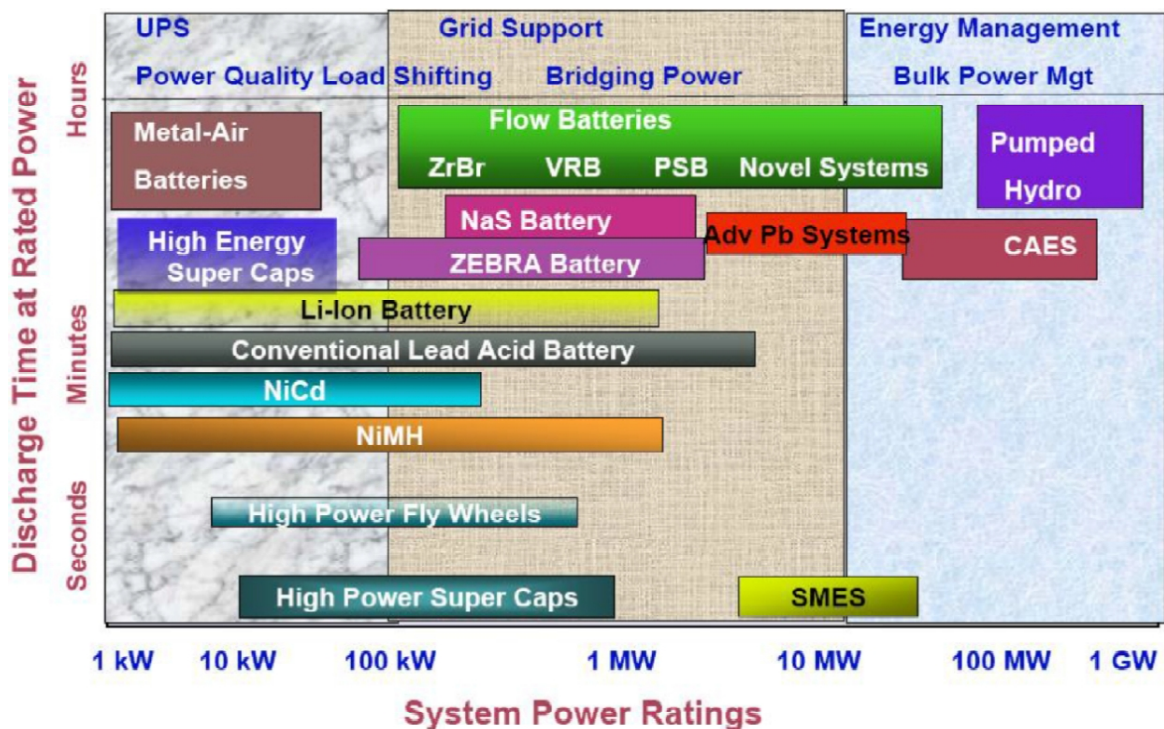 UPS Grid Support Energy Management
Power Quality Load Shifting Bridging Power Bulk Power Mgt
Discharge Time at Rated Power
Hours
Minutes
Seconds
Metal-Air
Batteries
Flow Batteries
ZrBr VRB PSB Novel Systems
Pumped
Hydro
High Energy
Super Caps
NaS Battery
ZEBRA Battery
Adv Pb Systems
CAES
Li-Ion Battery
Conventional Lead Acid Battery
NiCd
NiMH
High Power Fly Wheels
High Power Super Caps
SMES
1 kW 10 kW 100 kW 1 MW 10 MW 100 MW 1 GW
System Power Ratings